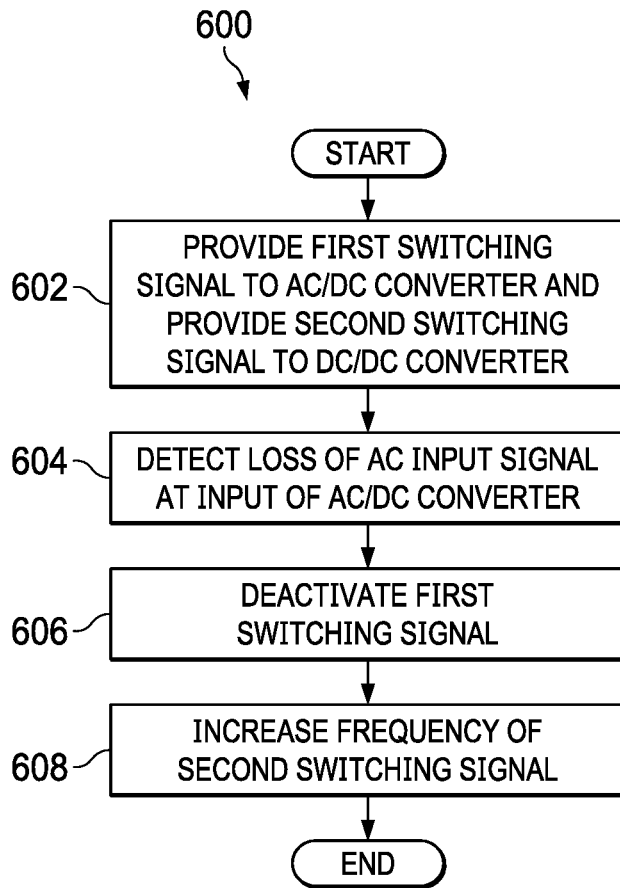 600
START
602
PROVIDE FIRST SWITCHING
SIGNAL TO AC/DC CONVERTER AND
PROVIDE SECOND SWITCHING
SIGNAL TO DC/DC CONVERTER
604
DETECT LOSS OF AC INPUT SIGNAL
AT INPUT OF AC/DC CONVERTER
606
DEACTIVATE FIRST
SWITCHING SIGNAL
608
INCREASE FREQUENCY OF
SECOND SWITCHING SIGNAL
END